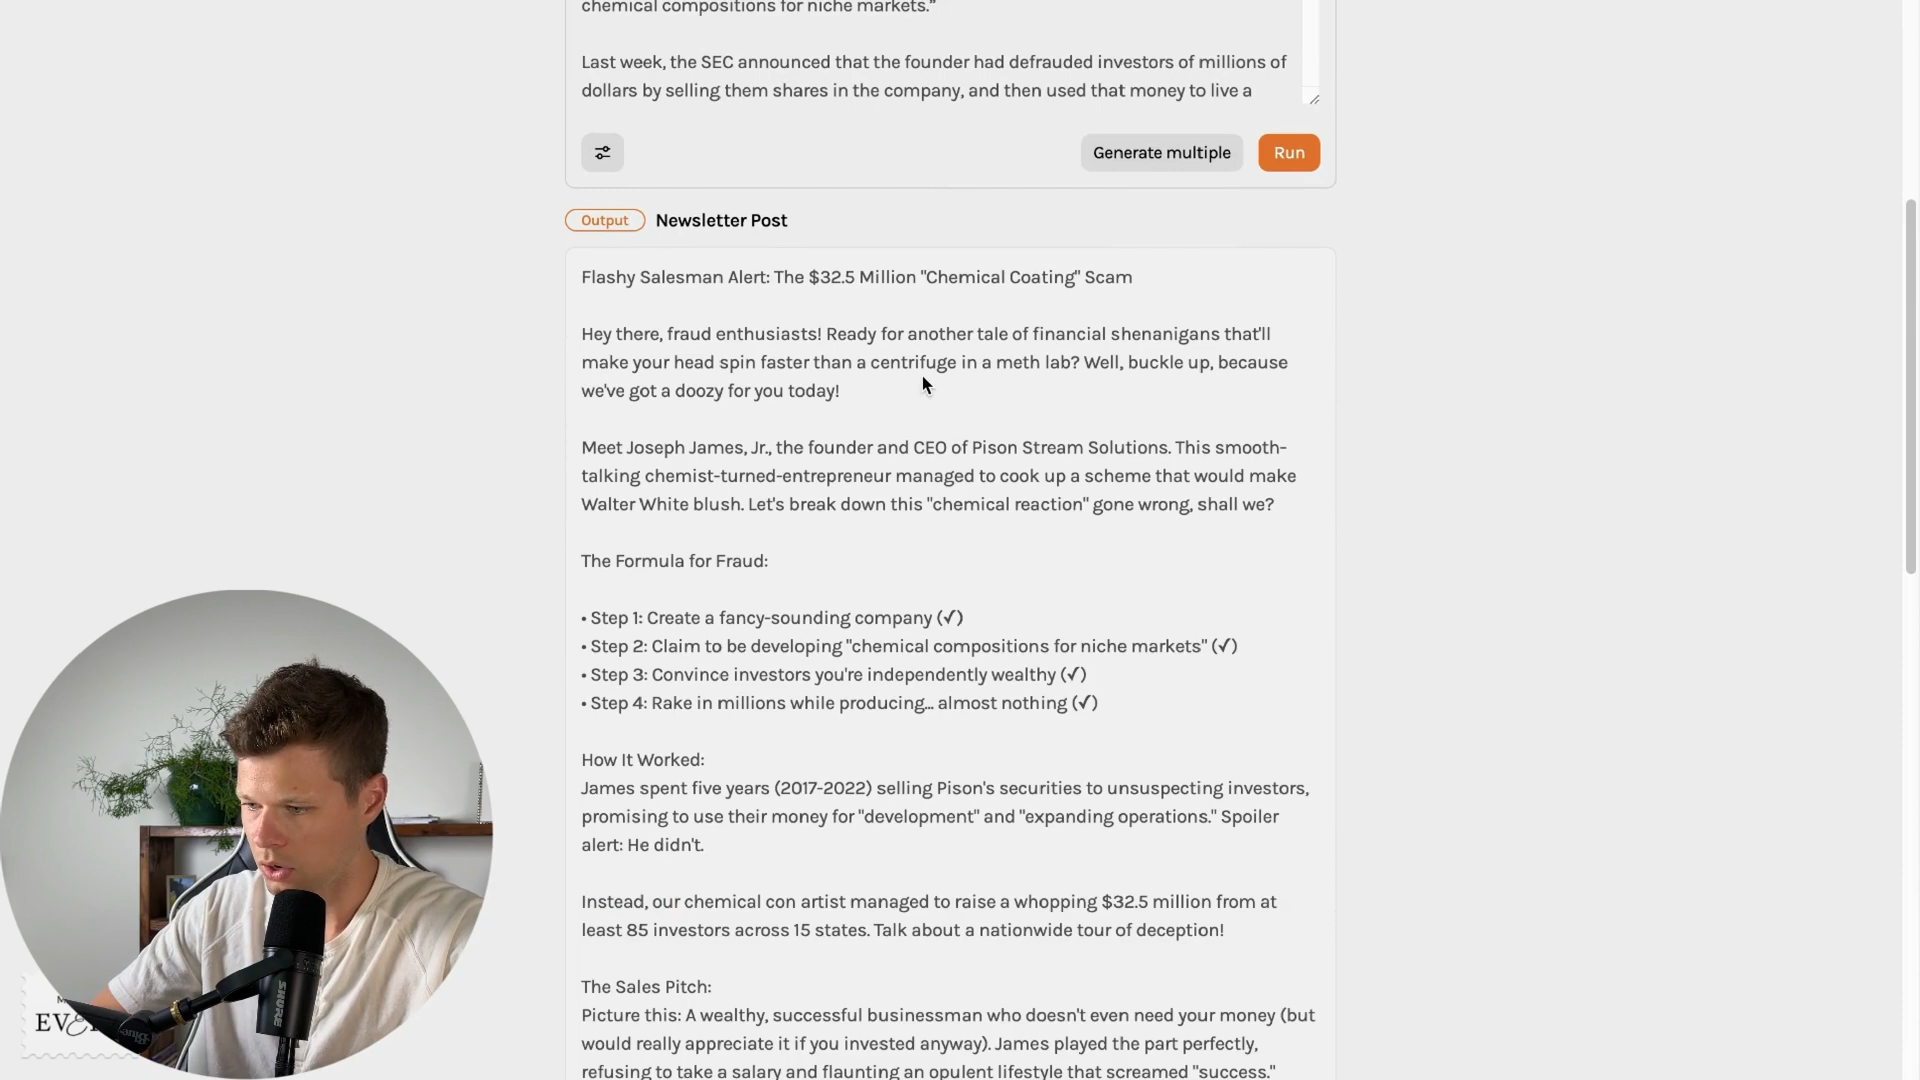 chemical compositions for niche markets.”
Last week, the SEC announced that the founder had defrauded investors of millions of
dollars by selling them shares in the company, and then used that money to live a
Generate multiple
Run
Output
Newsletter Post
Flashy Salesman Alert: The $32.5 Million "Chemical Coating" Scam
Hey there, fraud enthusiasts! Ready for another tale of financial shenanigans that'll
make your head spin faster than a centrifuge in a meth lab? Well, buckle up, because
we've got a doozy for you today!
Meet Joseph James, Jr., the founder and CEO of Pison Stream Solutions. This smooth-
talking chemist-turned-entrepreneur managed to cook up a scheme that would make
Walter White blush. Let's break down this "chemical reaction" gone wrong, shall we?
The Formula for Fraud:
• Step 1: Create a fancy-sounding company (✓)
• Step 2: Claim to be developing "chemical compositions for niche markets" (✓)
• Step 3: Convince investors you're independently wealthy (✓)
• Step 4: Rake in millions while producing... almost nothing (✓)
How It Worked:
James spent five years (2017-2022) selling Pison's securities to unsuspecting investors,
promising to use their money for "development" and "expanding operations." Spoiler
alert: He didn't.
Instead, our chemical con artist managed to raise a whopping $32.5 million from at
least 85 investors across 15 states. Talk about a nationwide tour of deception!
The Sales Pitch:
Picture this: A wealthy, successful businessman who doesn't even need your money (but
would really appreciate it if you invested anyway). James played the part perfectly,
refusing to take a salary and flaunting an opulent lifestyle that screamed "success."
SHURE
Blue